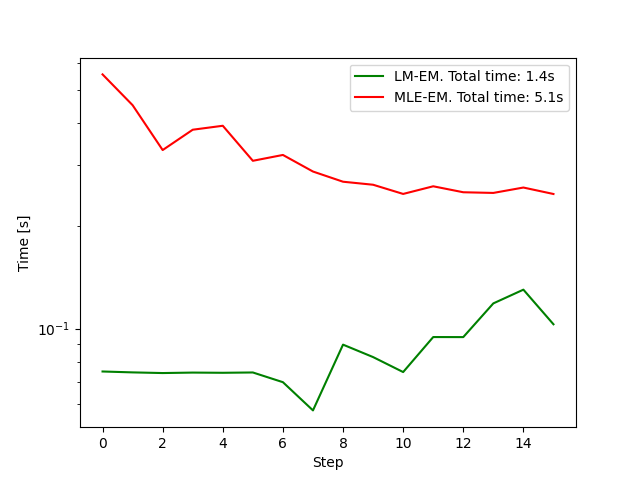 LM-EM. Total time: 1.4s
MLE-EM. Total time: 5.1s
Time [s]
10⁻¹
0 2 4 6 8 10 12 14
Step